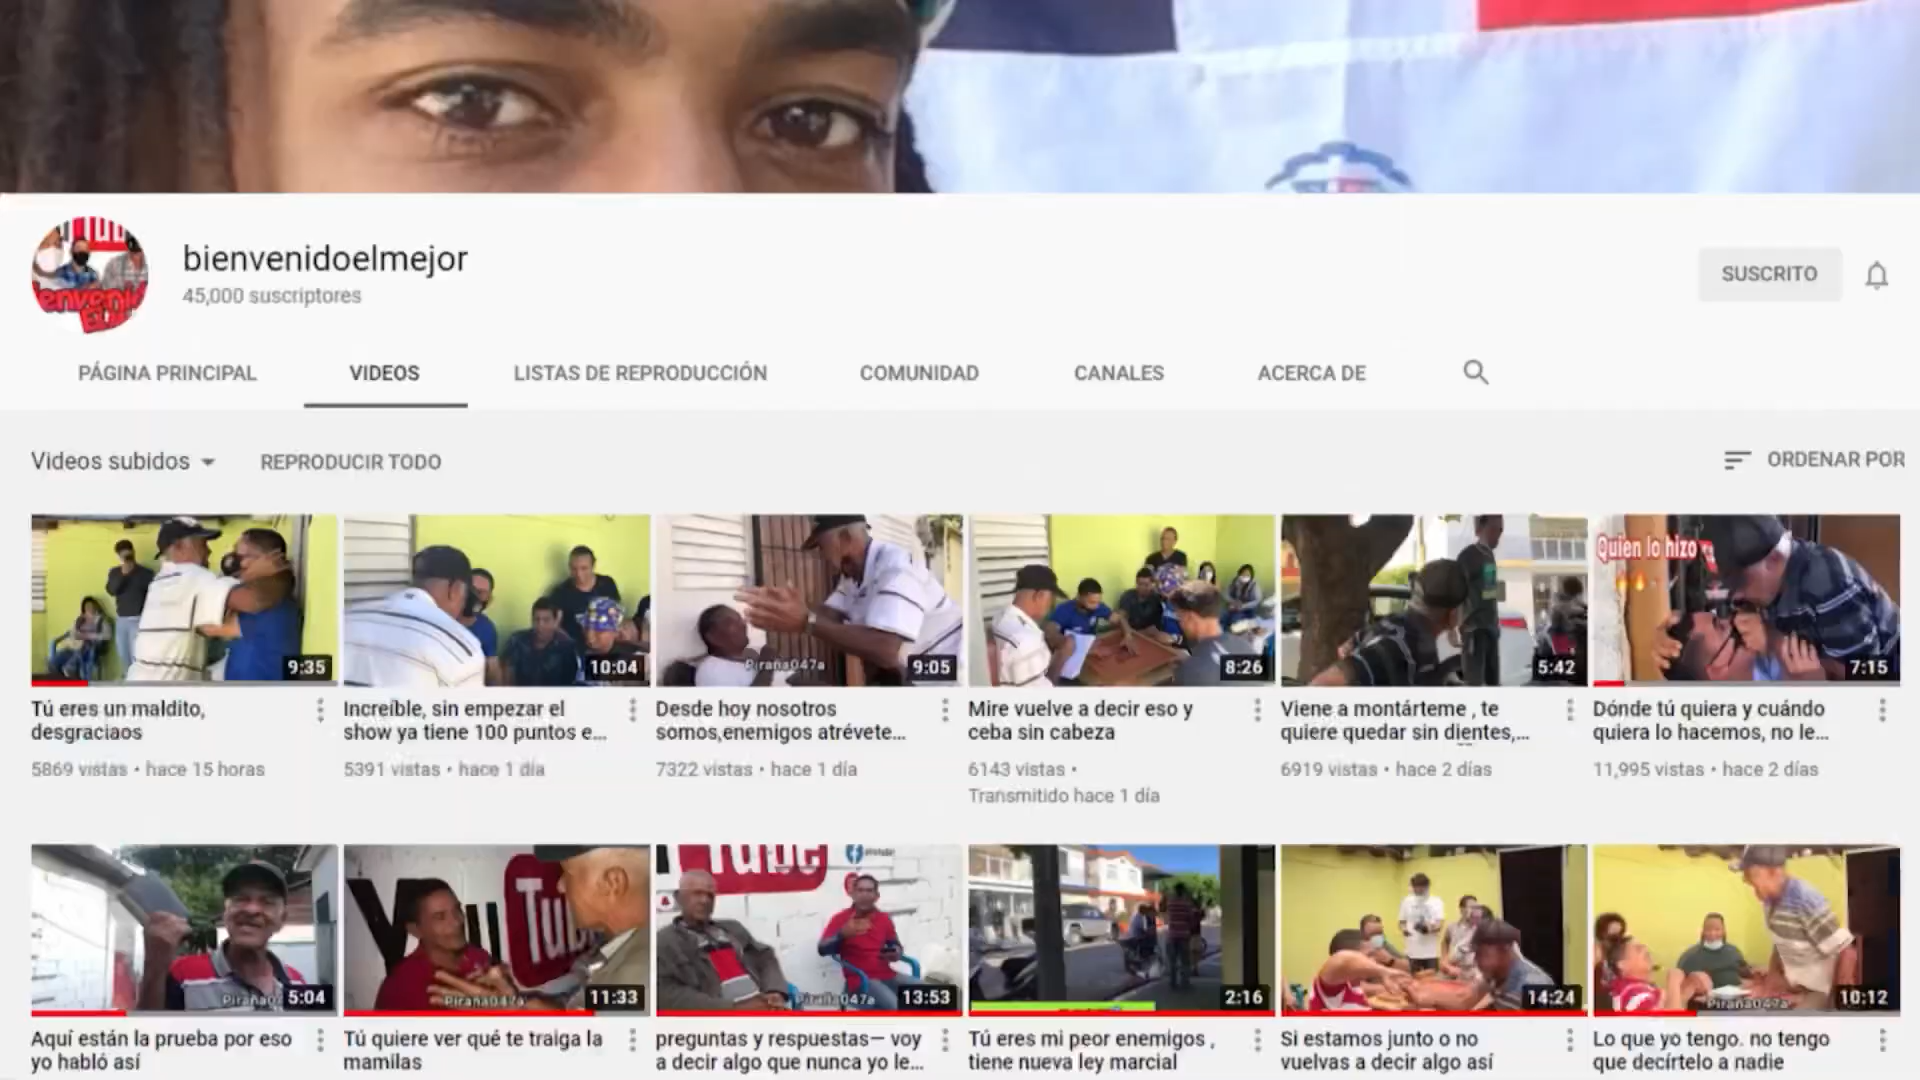 bienvenidoelmejor
45,000 suscriptores
SUSCRITO
PÁGINA PRINCIPAL VIDEOS LISTAS DE REPRODUCCIÓN COMUNIDAD CANALES ACERCA DE
Videos subidos REPRODUCIR TODO
ORDENAR POR
Quien lo hizo
Piraña047a
9:35 10:04 9:05 8:26 5:42 7:15
Tú eres un maldito,
desgraciaos
5869 vistas • hace 15 horas
Increíble, sin empezar el
show ya tiene 100 puntos e...
5391 vistas • hace 1 día
Desde hoy nosotros
somos,enemigos atrévete...
7322 vistas • hace 1 día
Mire vuelve a decir eso y
ceba sin cabeza
6143 vistas •
Transmitido hace 1 día
Viene a montárteme , te
quiere quedar sin dientes,...
6919 vistas • hace 2 días
Dónde tú quiera y cuándo
quiera lo hacemos, no le...
11,995 vistas • hace 2 días
You Tube
Tube
Piraña047a
Piraña047a
Piraña047a
5:04 11:33 13:53 2:16 14:24 10:12
Aquí están la prueba por eso
yo habló así
Tú quiere ver qué te traiga la
mamilas
preguntas y respuestas— voy
a decir algo que nunca yo le...
Tú eres mi peor enemigos ,
tiene nueva ley marcial
Si estamos junto o no
vuelvas a decir algo así
Lo que yo tengo. no tengo
que decírtelo a nadie